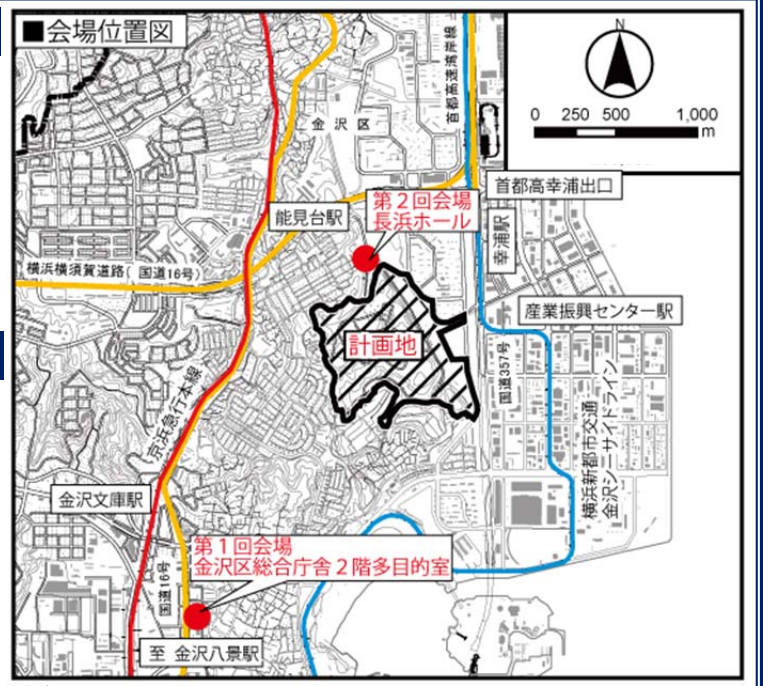 ■会場位置図
N
0 250 500 1,000
m
首都高速湾岸線
金沢区
首都高幸浦出口
第2回会場
長浜ホール
能見台駅
幸浦駅
横浜横須賀道路(国道16号)
産業振興センター駅
計画地
国道357号
京浜急行本線
横浜新都市交通
金沢シーサイドライン
金沢文庫駅
第1回会場
金沢区総合庁舎2階多目的室
国道16号
至 金沢八景駅